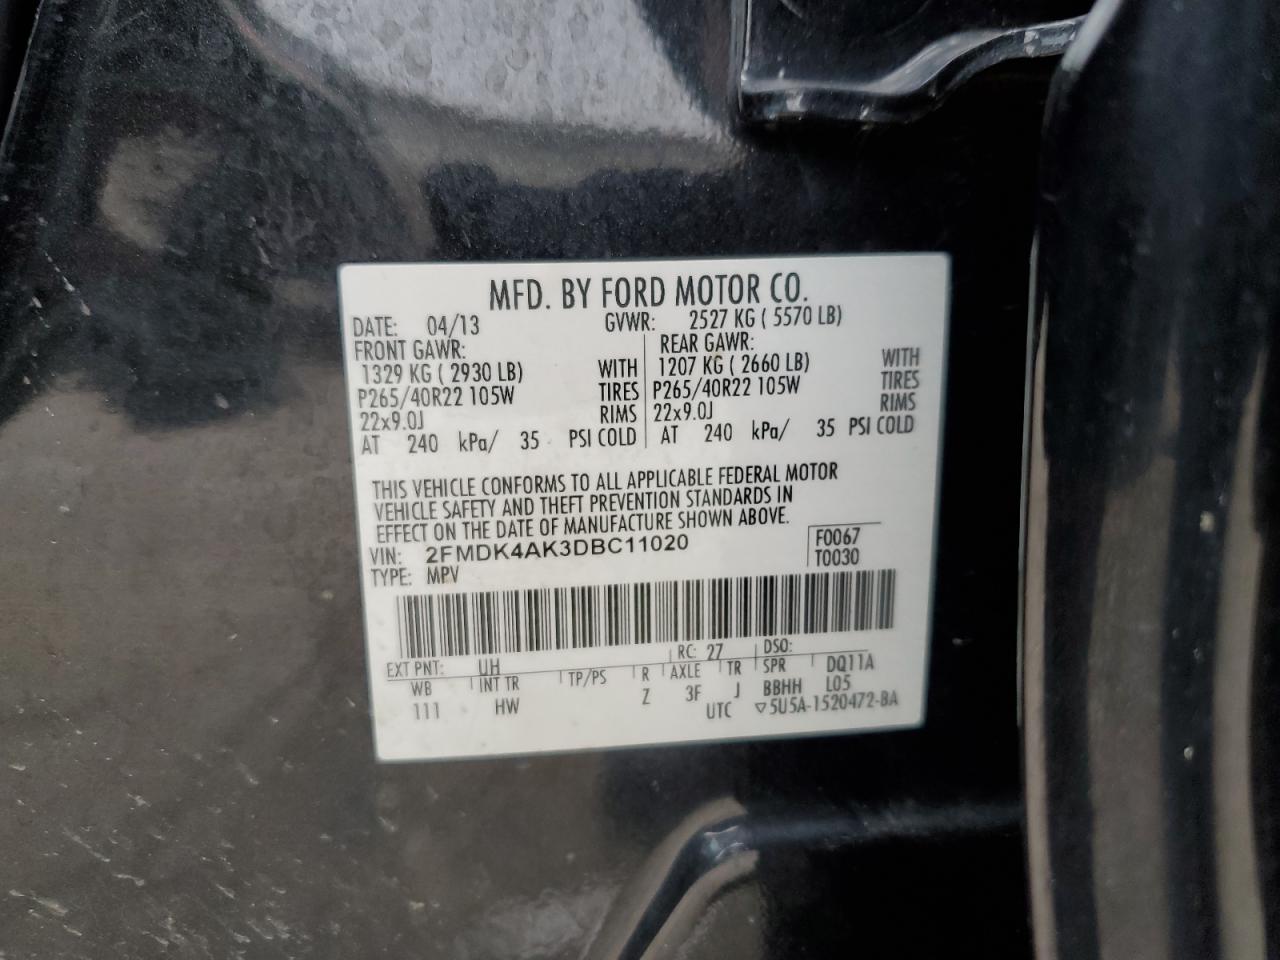 MFD. BY FORD MOTOR CO.
DATE: 04/13 GVWR: 2527 KG ( 5570 LB)
FRONT GAWR: REAR GAWR:
1329 KG ( 2930 LB) WITH 1207 KG ( 2660 LB) WITH
P265/40R22 105W TIRES P265/40R22 105W TIRES
22x9.0J RIMS 22x9.0J RIMS
AT 240 kPa/ 35 PSI COLD AT 240 kPa/ 35 PSI COLD
THIS VEHICLE CONFORMS TO ALL APPLICABLE FEDERAL MOTOR
VEHICLE SAFETY AND THEFT PREVENTION STANDARDS IN
EFFECT ON THE DATE OF MANUFACTURE SHOWN ABOVE.
VIN: 2FMDK4AK3DBC11020 F0067
TYPE: MPV T0030
EXT PNT: UH RC: 27 DSO:
WB INT TR TP/PS R AXLE TR SPR DQ11A
111 HW Z 3F J BBHH L05
UTC ▽5U5A-1520472-BA